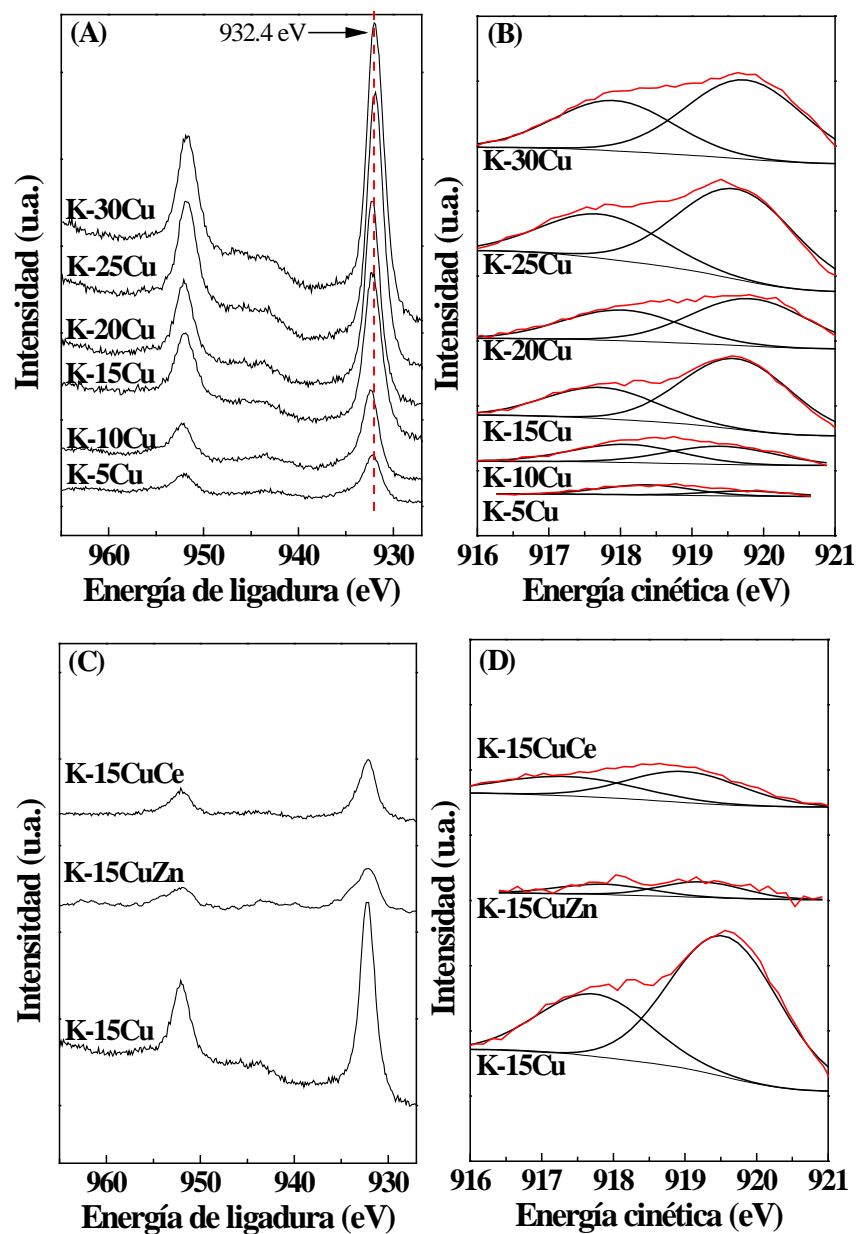 (A)
932.4 eV
K-30Cu
K-25Cu
K-20Cu
K-15Cu
K-10Cu
K-5Cu
Intensidad (u.a.)
960 950 940 930
Energía de ligadura (eV)
(B)
K-30Cu
K-25Cu
K-20Cu
K-15Cu
K-10Cu
K-5Cu
Intensidad (u.a.)
916 917 918 919 920 921
Energía cinética (eV)
(C)
K-15CuCe
K-15CuZn
K-15Cu
Intensitdad (u.a.)
960 950 940 930
Energía de ligadura (eV)
(D)
K-15CuCe
K-15CuZn
K-15Cu
Intensidad (u.a.)
916 917 918 919 920 921
Energía cinética (eV)